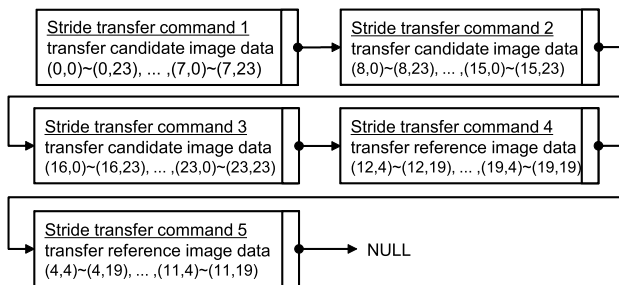 Stride transfer command 1
transfer candidate image data
(0,0)~(0,23), ... ,(7,0)~(7,23)
Stride transfer command 2
transfer candidate image data
(8,0)~(8,23), ... ,(15,0)~(15,23)
Stride transfer command 3
transfer candidate image data
(16,0)~(16,23), ... ,(23,0)~(23,23)
Stride transfer command 4
transfer reference image data
(12,4)~(12,19), ... ,(19,4)~(19,19)
Stride transfer command 5
transfer reference image data
(4,4)~(4,19), ... ,(11,4)~(11,19)
NULL